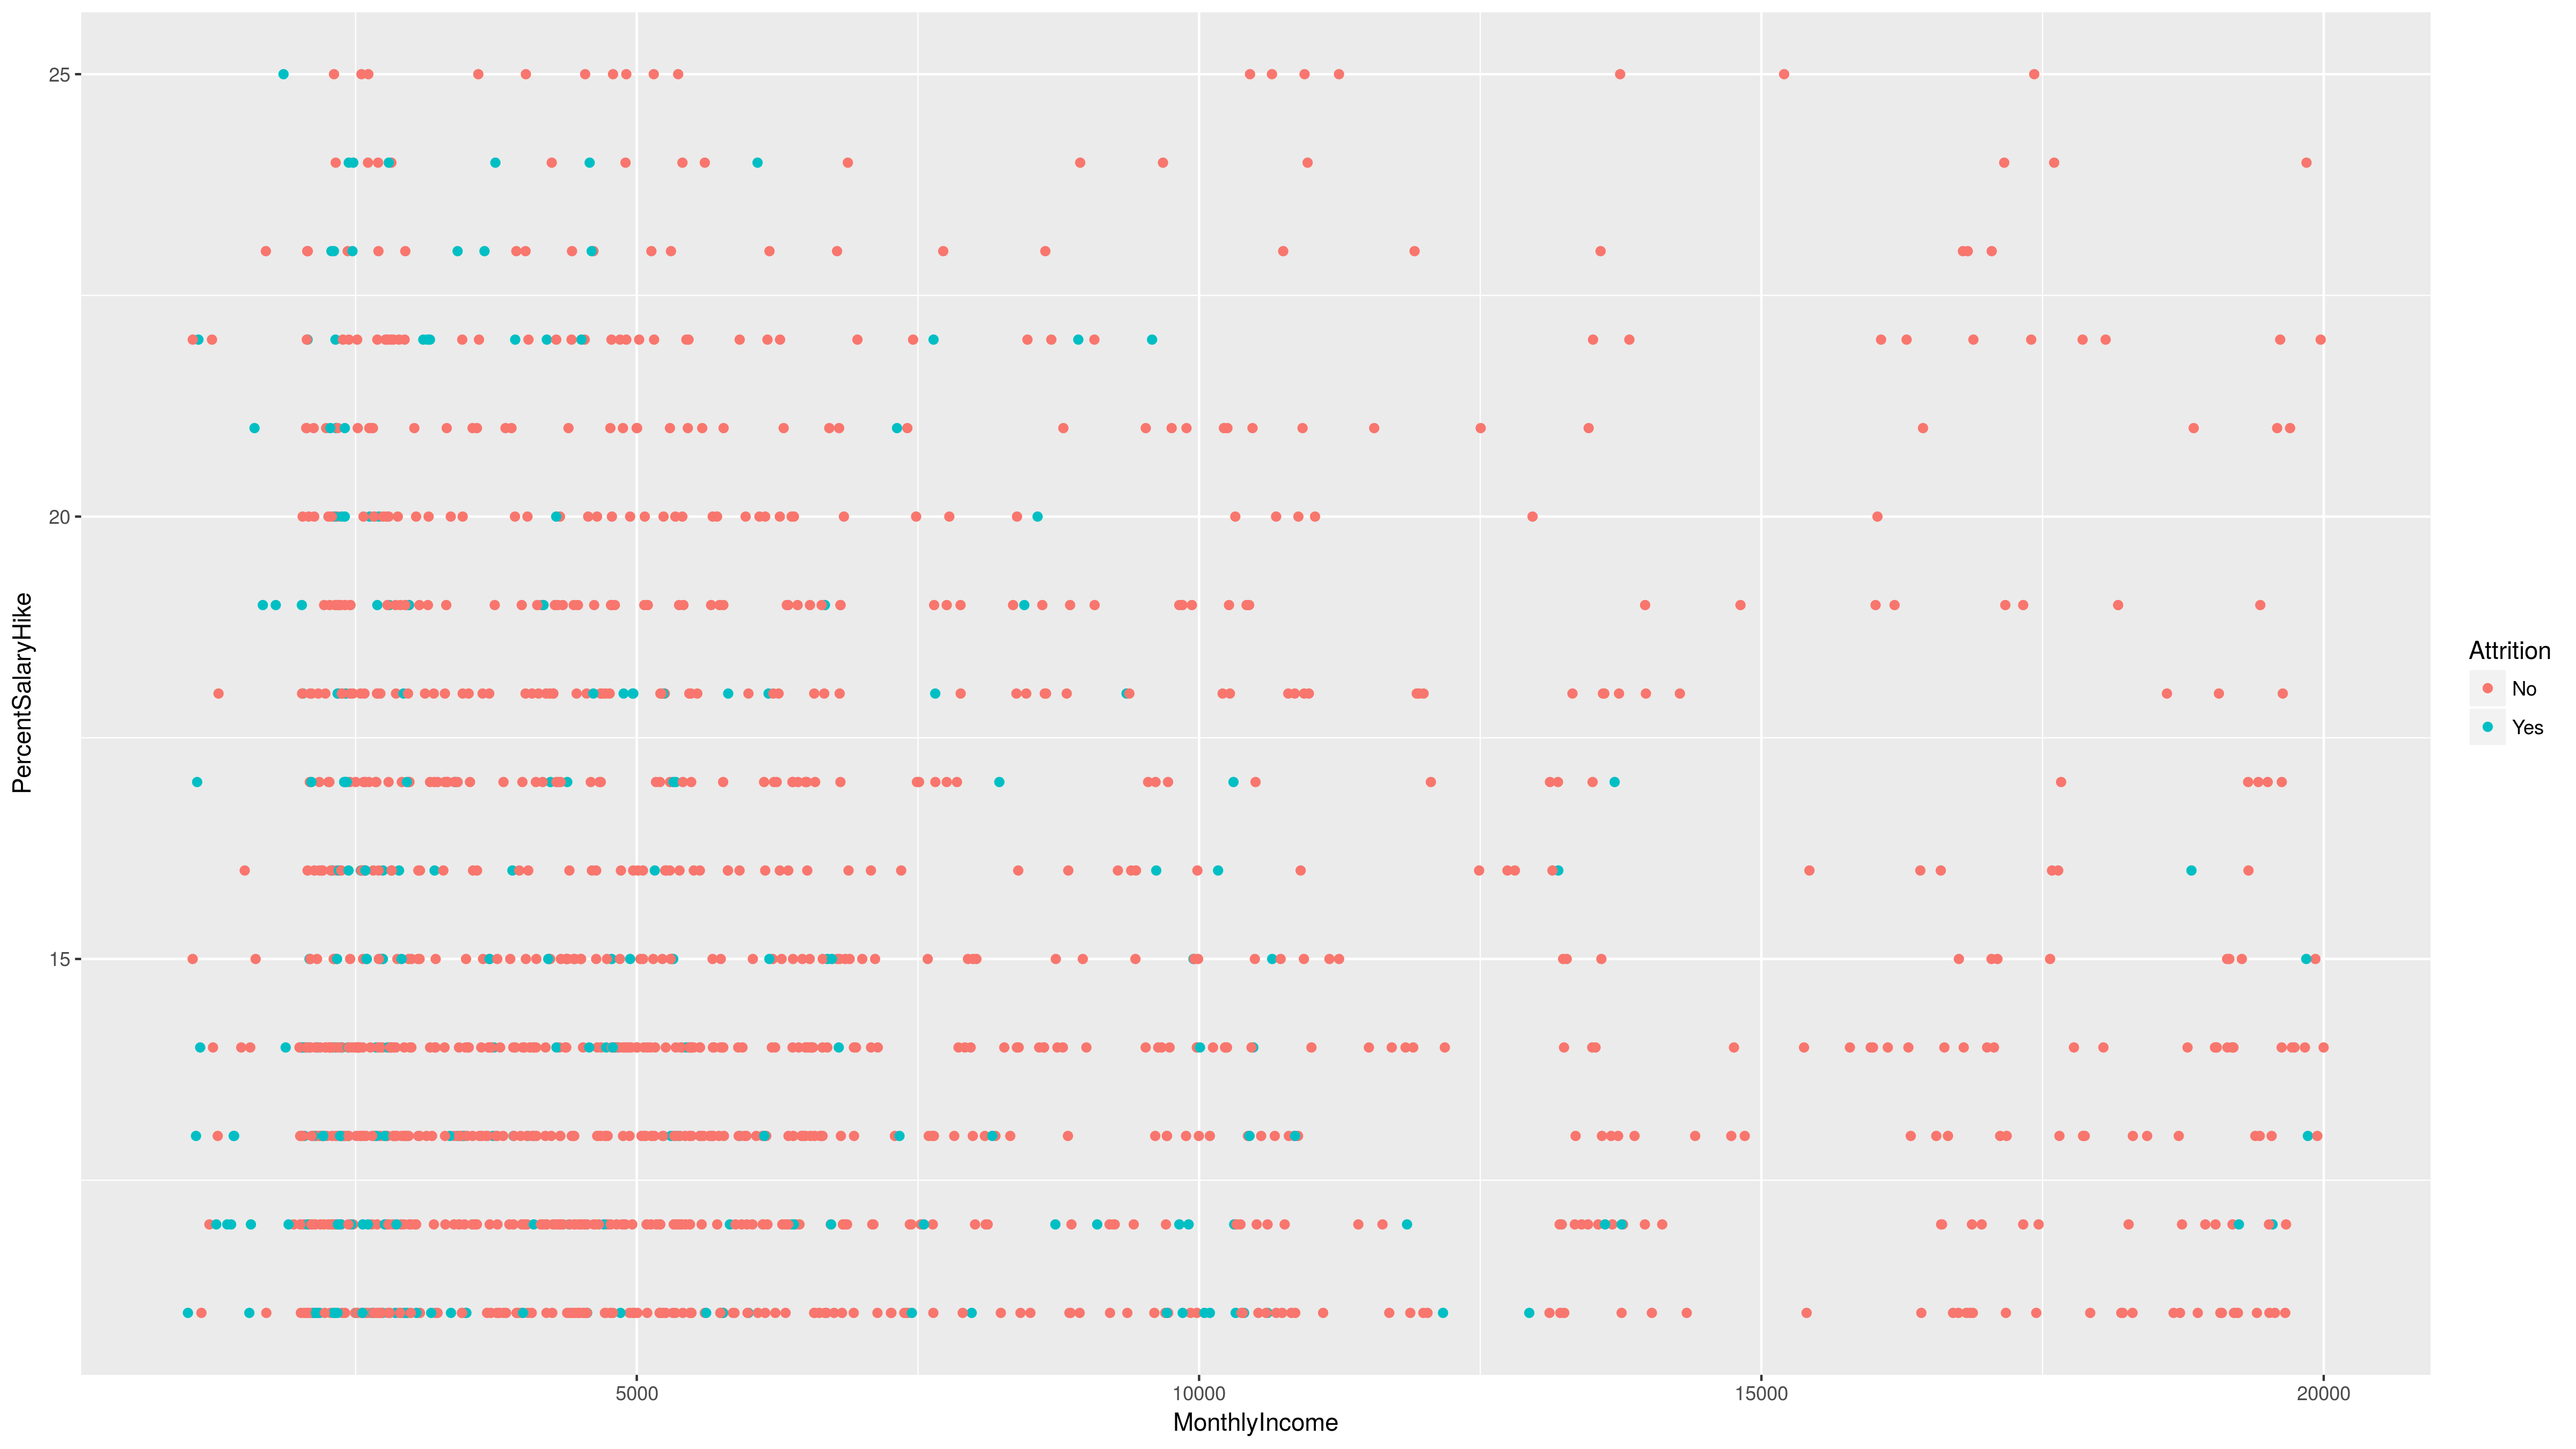 25
20
15
PercentSalaryHike
5000
10000
15000
20000
MonthlyIncome
Attrition
No
Yes